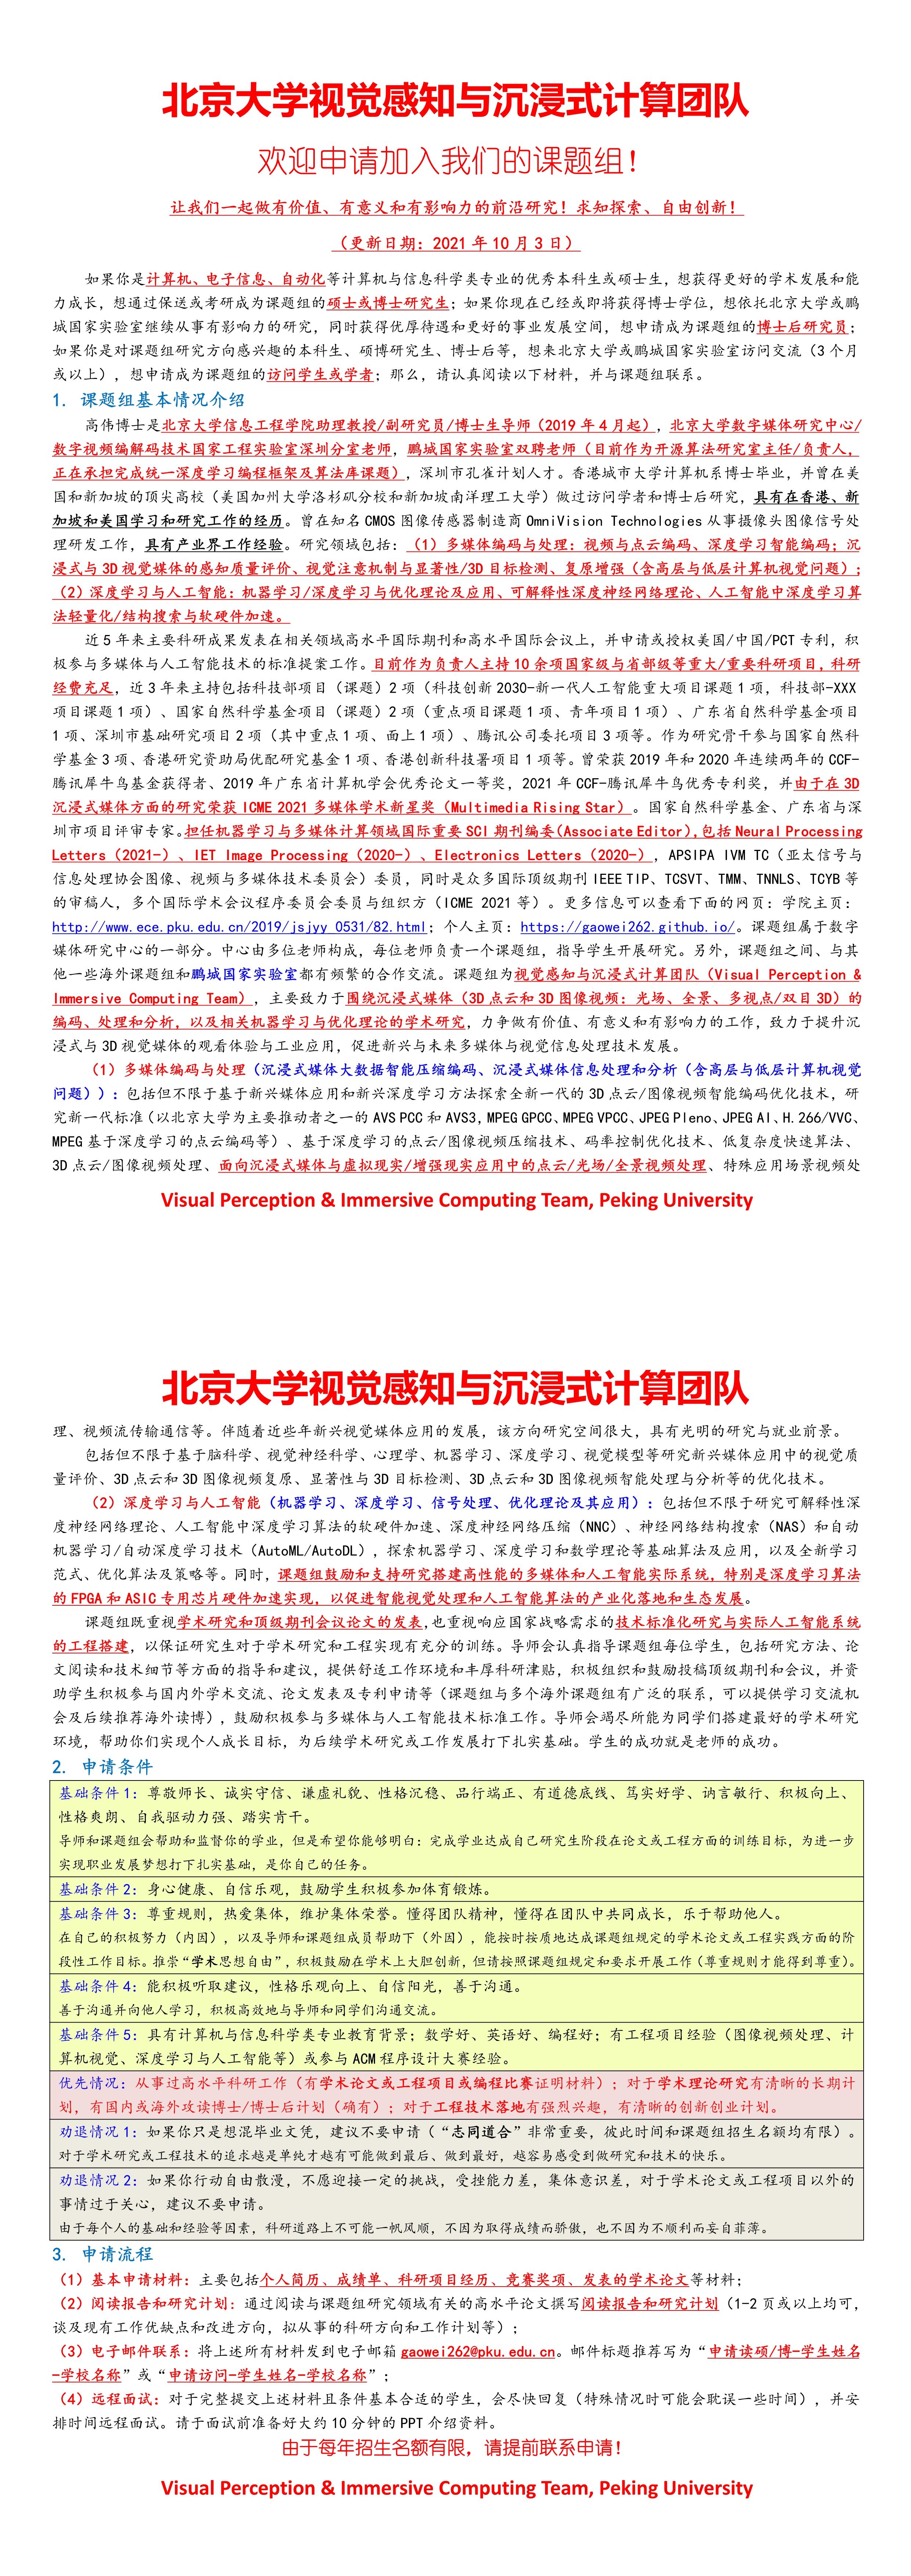 北京大学视觉感知与沉浸式计算团队
欢迎申请加入我们的课题组！
让我们一起做有价值、有意义和有影响力的前沿研究！求知探索、自由创新！
（更新日期：2021 年 10 月 3 日）
如果你是计算机、电子信息、自动化等计算机与信息科学类专业的优秀本科生或硕士生，想获得更好的学术发展和能
力成长，想通过保送或考研成为课题组的硕士或博士研究生；如果你现在已经或即将获得博士学位，想依托北京大学或鹏
城国家实验室继续从事有影响力的研究，同时获得优厚待遇和更好的事业发展空间，想申请成为课题组的博士后研究员；
如果你是对课题组研究方向感兴趣的本科生、硕博研究生、博士后等，想来北京大学或鹏城国家实验室访问交流（3 个月
或以上），想申请成为课题组的访问学生或学者；那么，请认真阅读以下材料，并与课题组联系。
1. 课题组基本情况介绍
高伟博士是北京大学信息工程学院助理教授/副研究员/博士生导师（2019 年 4 月起），北京大学数字媒体研究中心/
数字视频编解码技术国家工程实验室深圳分室老师，鹏城国家实验室双聘老师（目前作为开源算法研究室主任/负责人，
正在承担完成统一深度学习编程框架及算法库课题），深圳市孔雀计划人才。香港城市大学计算机系博士毕业，并曾在美
国和新加坡的顶尖高校（美国加州大学洛杉矶分校和新加坡南洋理工大学）做过访问学者和博士后研究，具有在香港、新
加坡和美国学习和研究工作的经历。曾在知名 CMOS 图像传感器制造商 OmniVision Technologies 从事摄像头图像信号处
理研发工作，具有产业界工作经验。研究领域包括：（1）多媒体编码与处理：视频与点云编码、深度学习智能编码；沉
浸式与 3D 视觉媒体的感知质量评价、视觉注意机制与显著性/3D 目标检测、复原增强（含高层与低层计算机视觉问题）；
（2）深度学习与人工智能：机器学习/深度学习与优化理论及应用、可解释性深度神经网络理论、人工智能中深度学习算
法轻量化/结构搜索与软硬件加速。
近 5 年来主要科研成果发表在相关领域高水平国际期刊和高水平国际会议上，并申请或授权美国/中国/PCT 专利，积
极参与多媒体与人工智能技术的标准提案工作。目前作为负责人主持 10 余项国家级与省部级等重大/重要科研项目，科研
经费充足，近 3 年来主持包括科技部项目（课题）2 项（科技创新 2030-新一代人工智能重大项目课题 1 项，科技部-XXX
项目课题 1 项）、国家自然科学基金项目（课题）2 项（重点项目课题 1 项、青年项目 1 项）、广东省自然科学基金项目
1 项、深圳市基础研究项目 2 项（其中重点 1 项、面上 1 项）、腾讯公司委托项目 3 项等。作为研究骨干参与国家自然科
学基金 3 项、香港研究资助局优配研究基金 1 项、香港创新科技署项目 1 项等。曾荣获 2019 年和 2020 年连续两年的 CCF-
腾讯犀牛鸟基金获得者、2019 年广东省计算机学会优秀论文一等奖，2021 年 CCF-腾讯犀牛鸟优秀专利奖，并由于在 3D
沉浸式媒体方面的研究荣获 ICME 2021 多媒体学术新星奖（Multimedia Rising Star）。国家自然科学基金、广东省与深
圳市项目评审专家。担任机器学习与多媒体计算领域国际重要 SCI 期刊编委（Associate Editor），包括 Neural Processing
Letters（2021-）、IET Image Processing（2020-）、Electronics Letters（2020-），APSIPA IVM TC（亚太信号与
信息处理协会图像、视频与多媒体技术委员会）委员，同时是众多国际顶级期刊 IEEE TIP、TCSVT、TMM、TNNLS、TCYB 等
的审稿人，多个国际学术会议程序委员会委员与组织方（ICME 2021 等）。更多信息可以查看下面的网页：学院主页：
http://www.ece.pku.edu.cn/2019/jsjyy_0531/82.html；个人主页：https://gaowei262.github.io/。课题组属于数字
媒体研究中心的一部分。中心由多位老师构成，每位老师负责一个课题组，指导学生开展研究。另外，课题组之间、与其
他一些海外课题组和鹏城国家实验室都有频繁的合作交流。课题组为视觉感知与沉浸式计算团队（Visual Perception &
Immersive Computing Team），主要致力于围绕沉浸式媒体（3D 点云和 3D 图像视频：光场、全景、多视点/双目 3D）的
编码、处理和分析，以及相关机器学习与优化理论的学术研究，力争做有价值、有意义和有影响力的工作，致力于提升沉
浸式与 3D 视觉媒体的观看体验与工业应用，促进新兴与未来多媒体与视觉信息处理技术发展。
（1）多媒体编码与处理（沉浸式媒体大数据智能压缩编码、沉浸式媒体信息处理和分析（含高层与低层计算机视觉
问题））：包括但不限于基于新兴媒体应用和新兴深度学习方法探索全新一代的 3D 点云/图像视频智能编码优化技术，研
究新一代标准（以北京大学为主要推动者之一的 AVS PCC 和 AVS3，MPEG GPCC、MPEG VPCC、JPEG Pleno、JPEG AI、H.266/VVC、
MPEG 基于深度学习的点云编码等）、基于深度学习的点云/图像视频压缩技术、码率控制优化技术、低复杂度快速算法、
3D 点云/图像视频处理、面向沉浸式媒体与虚拟现实/增强现实应用中的点云/光场/全景视频处理、特殊应用场景视频处
Visual Perception & Immersive Computing Team, Peking University
北京大学视觉感知与沉浸式计算团队
理、视频流传输通信等。伴随着近些年新兴视觉媒体应用的发展，该方向研究空间很大，具有光明的研究与就业前景。
包括但不限于基于脑科学、视觉神经科学、心理学、机器学习、深度学习、视觉模型等研究新兴媒体应用中的视觉质
量评价、3D 点云和 3D 图像视频复原、显著性与 3D 目标检测、3D 点云和 3D 图像视频智能处理与分析等的优化技术。
（2）深度学习与人工智能（机器学习、深度学习、信号处理、优化理论及其应用）：包括但不限于研究可解释性深
度神经网络理论、人工智能中深度学习算法的软硬件加速、深度神经网络压缩（NNC）、神经网络结构搜索（NAS）和自动
机器学习/自动深度学习技术（AutoML/AutoDL），探索机器学习、深度学习和数学理论等基础算法及应用，以及全新学习
范式、优化算法及策略等。同时，课题组鼓励和支持研究搭建高性能的多媒体和人工智能实际系统，特别是深度学习算法
的 FPGA 和 ASIC 专用芯片硬件加速实现，以促进智能视觉处理和人工智能算法的产业化落地和生态发展。
课题组既重视学术研究和顶级期刊会议论文的发表，也重视响应国家战略需求的技术标准化研究与实际人工智能系统
的工程搭建，以保证研究生对于学术研究和工程实现有充分的训练。导师会认真指导课题组每位学生，包括研究方法、论
文阅读和技术细节等方面的指导和建议，提供舒适工作环境和丰厚科研津贴，积极组织和鼓励投稿顶级期刊和会议，并资
助学生积极参与国内外学术交流、论文发表及专利申请等（课题组与多个海外课题组有广泛的联系，可以提供学习交流机
会及后续推荐海外读博），鼓励积极参与多媒体与人工智能技术标准工作。导师会竭尽所能为同学们搭建最好的学术研究
环境，帮助你们实现个人成长目标，为后续学术研究或工作发展打下扎实基础。学生的成功就是老师的成功。
2. 申请条件
基础条件 1：尊敬师长、诚实守信、谦虚礼貌、性格沉稳、品行端正、有道德底线、笃实好学、讷言敏行、积极向上、
性格爽朗、自我驱动力强、踏实肯干。
导师和课题组会帮助和监督你的学业，但是希望你能够明白：完成学业达成自己研究生阶段在论文或工程方面的训练目标，为进一步
实现职业发展梦想打下扎实基础，是你自己的任务。
基础条件 2：身心健康、自信乐观，鼓励学生积极参加体育锻炼。
基础条件 3：尊重规则，热爱集体，维护集体荣誉。懂得团队精神，懂得在团队中共同成长，乐于帮助他人。
在自己的积极努力（内因），以及导师和课题组成员帮助下（外因），能按时按质地达成课题组规定的学术论文或工程实践方面的阶
段性工作目标。推崇“学术思想自由”，积极鼓励在学术上大胆创新，但请按照课题组规定和要求开展工作（尊重规则才能得到尊重）。
基础条件 4：能积极听取建议，性格乐观向上、自信阳光，善于沟通。
善于沟通并向他人学习，积极高效地与导师和同学们沟通交流。
基础条件 5：具有计算机与信息科学类专业教育背景；数学好、英语好、编程好；有工程项目经验（图像视频处理、计
算机视觉、深度学习与人工智能等）或参与 ACM 程序设计大赛经验。
优先情况：从事过高水平科研工作（有学术论文或工程项目或编程比赛证明材料）；对于学术理论研究有清晰的长期计
划，有国内或海外攻读博士/博士后计划（硕有）；对于工程技术落地有强烈兴趣，有清晰的创新创业计划。
劝退情况 1：如果你只是想混毕业文凭，建议不要申请（“志同道合”非常重要，彼此时间和课题组招生名额均有限）。
对于学术研究或工程技术的追求越是单纯才越有可能做到最后、做到最好，越容易感受到做研究和技术的快乐。
劝退情况 2：如果你行动自由散漫，不愿迎接一定的挑战，受挫能力差，集体意识差，对于学术论文或工程项目以外的
事情过于关心，建议不要申请。
由于每个人的基础和经验等因素，科研道路上不可能一帆风顺，不因为取得成绩而骄傲，也不因为不顺利而妄自菲薄。
3. 申请流程
（1）基本申请材料：主要包括个人简历、成绩单、科研项目经历、竞赛奖项、发表的学术论文等材料；
（2）阅读报告和研究计划：通过阅读与课题组研究领域有关的高水平论文撰写阅读报告和研究计划（1-2 页或以上均可，
谈及现有工作优缺点和改进方向，拟从事的科研方向和工作计划等）；
（3）电子邮件联系：将上述所有材料发到电子邮箱 gaowei262@pku.edu.cn。邮件标题推荐写为“申请读硕/博-学生姓名
-学校名称”或“申请访问-学生姓名-学校名称”；
（4）远程面试：对于完整提交上述材料且条件基本合适的学生，会尽快回复（特殊情况时可能会耽误一些时间），并安
排时间远程面试。请于面试前准备好大约 10 分钟的 PPT 介绍资料。
由于每年招生名额有限，请提前联系申请！
Visual Perception & Immersive Computing Team, Peking University